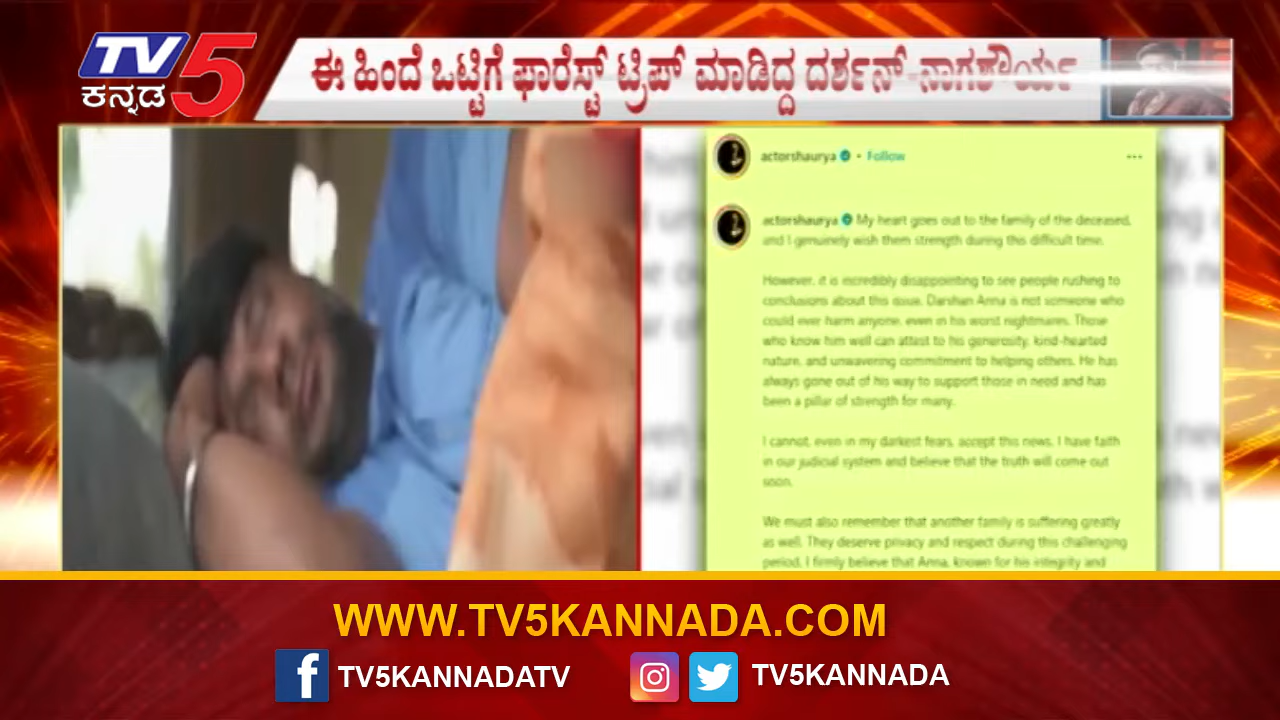 TV5
ಕನ್ನಡ
ಈ ಹಿಂದೆ ಒಟ್ಟಿಗೆ ಫಾರೆಸ್ಟ್ ಟ್ರಿಪ್ ಮಾಡಿದ್ದ ದರ್ಶನ್-ನಾಗಶೌರ್ಯ
actorshaurya • Follow
actorshaurya My heart goes out to the family of the deceased,
and I genuinely wish them strength during this difficult time.
However, it is incredibly disappointing to see people rushing to
conclusions about this issue. Darshan Anna is not someone who
could ever harm anyone, even in his worst nightmares. Those
who know him well can attest to his generosity, kind-hearted
nature, and unwavering commitment to helping others. He has
always gone out of his way to support those in need and has
been a pillar of strength for many.
I cannot, even in my darkest fears, accept this news. I have faith
in our judicial system and believe that the truth will come out
soon.
We must also remember that another family is suffering greatly
as well. They deserve privacy and respect during this challenging
period. I firmly believe that Anna, known for his integrity and
WWW.TV5KANNADA.COM
TV5KANNADATV
TV5KANNADA